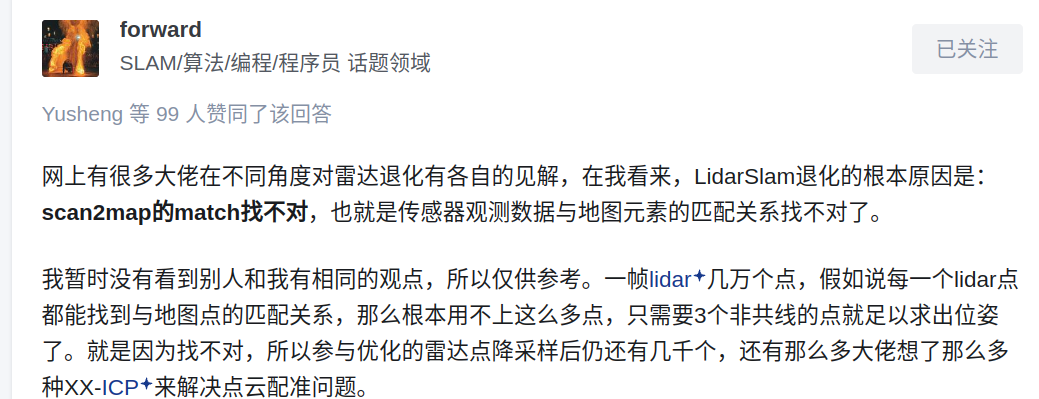 forward
SLAM/算法/编程/程序员 话题领域
已关注
Yusheng 等 99 人赞同了该回答
网上有很多大佬在不同角度对雷达退化有各自的见解，在我看来，LidarSlam退化的根本原因是：
scan2map的match找不对，也就是传感器观测数据与地图元素的匹配关系找不对了。
我暂时没有看到别人和我有相同的观点，所以仅供参考。一帧lidar几万个点，假如说每一个lidar点
都能找到与地图点的匹配关系，那么根本用不上这么多点，只需要3个非共线的点就足以求出位姿
了。就是因为找不对，所以参与优化的雷达点降采样后仍还有几千个，还有那么多大佬想了那么多
种XX-ICP来解决点云配准问题。